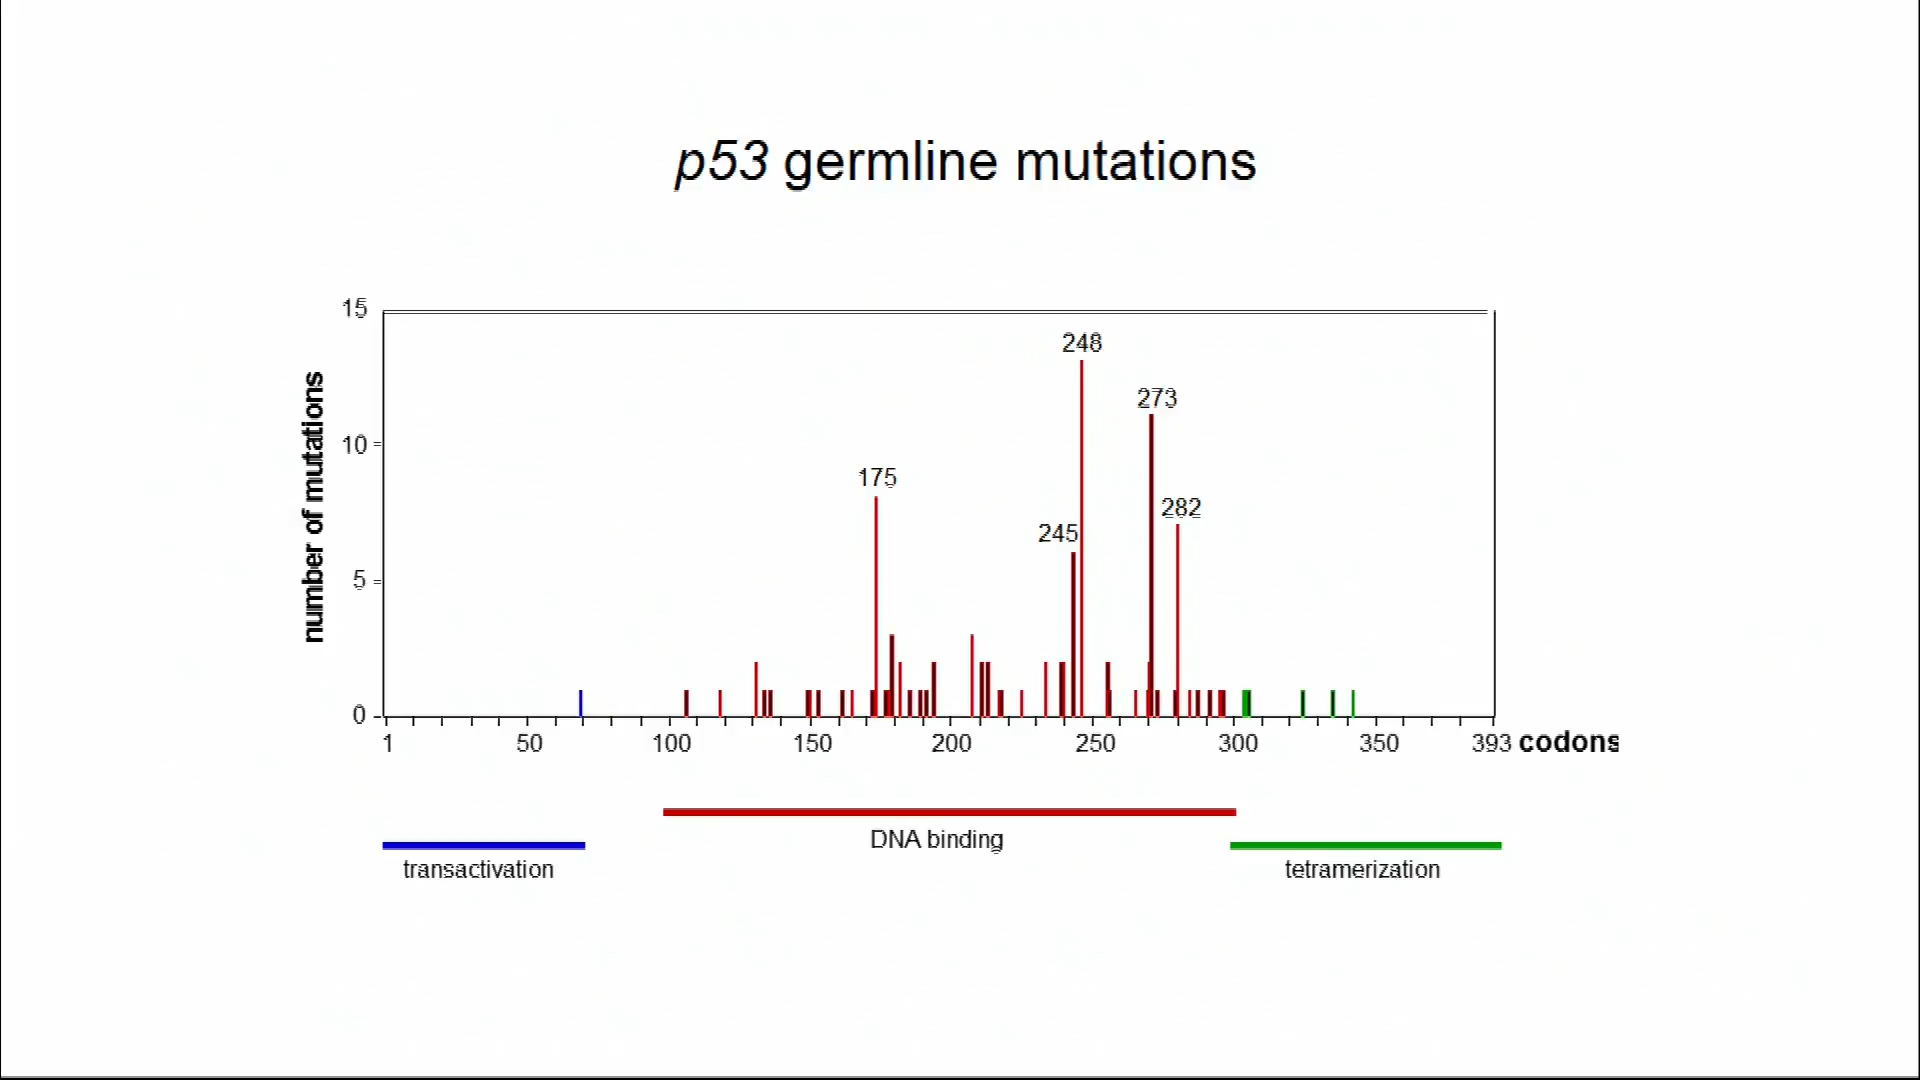 p53 germline mutations
number of mutations
15
10
5
0
248
273
175
282
245
1 50 100 150 200 250 300 350 393 codons
DNA binding
transactivation
tetramerization